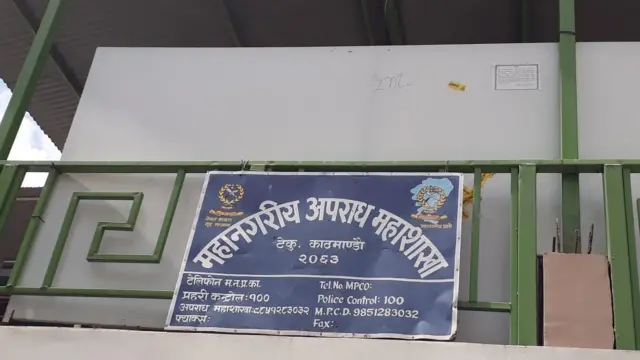 महानगरीय अपराध महाशाखा
टेकु, काठमाण्डौ
२०६३
टेलिफोन म.न.प्र.का. Tel. No. MPCO:
प्रहरी कन्ट्रोल: १०० Police Control: 100
अपराध महाशाखा: ९८५१२८३०३२ M.P.C.D. 9851283032
फ्याक्स: Fax: